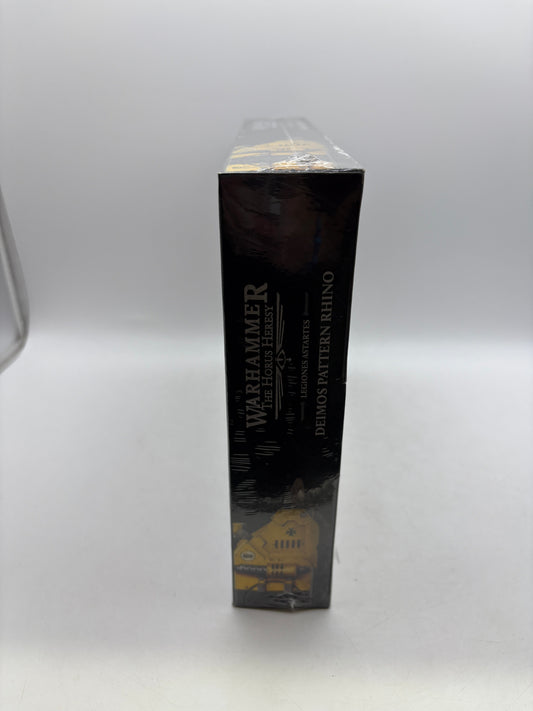 WARHAMMER
THE HORUS HERESY
LEGIONES ASTARTES
DEIMOS PATTERN RHINO